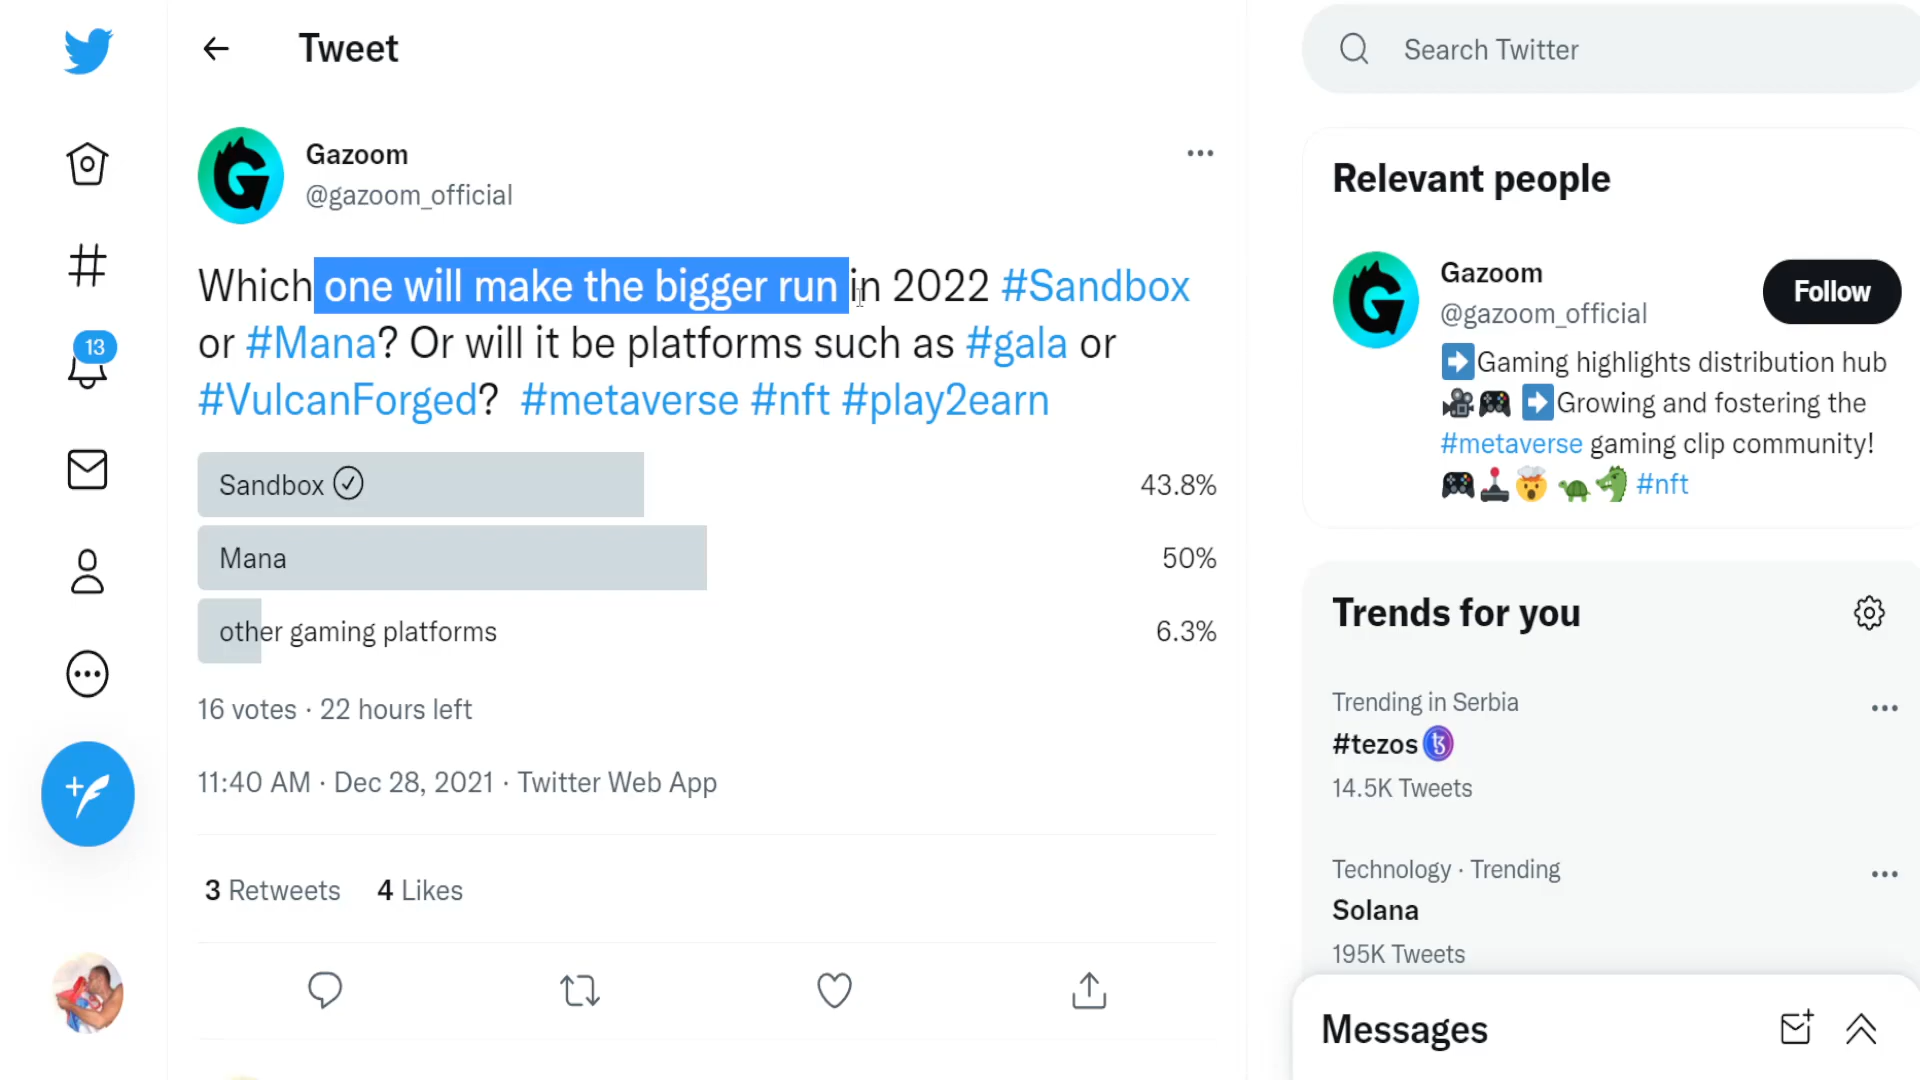 Tweet
Search Twitter
Gazoom
@gazoom_official
Which one will make the bigger run in 2022 #Sandbox
or #Mana? Or will it be platforms such as #gala or
#VulcanForged? #metaverse #nft #play2earn
Sandbox 43.8%
Mana 50%
other gaming platforms 6.3%
16 votes · 22 hours left
11:40 AM · Dec 28, 2021 · Twitter Web App
3 Retweets 4 Likes
13
Relevant people
Gazoom
@gazoom_official
Follow
➡️Gaming highlights distribution hub
🎥🎮 ➡️Growing and fostering the
#metaverse gaming clip community!
🎮🕹️🤯🐢🐲 #nft
Trends for you
Trending in Serbia
#tezos
14.5K Tweets
Technology · Trending
Solana
195K Tweets
Messages